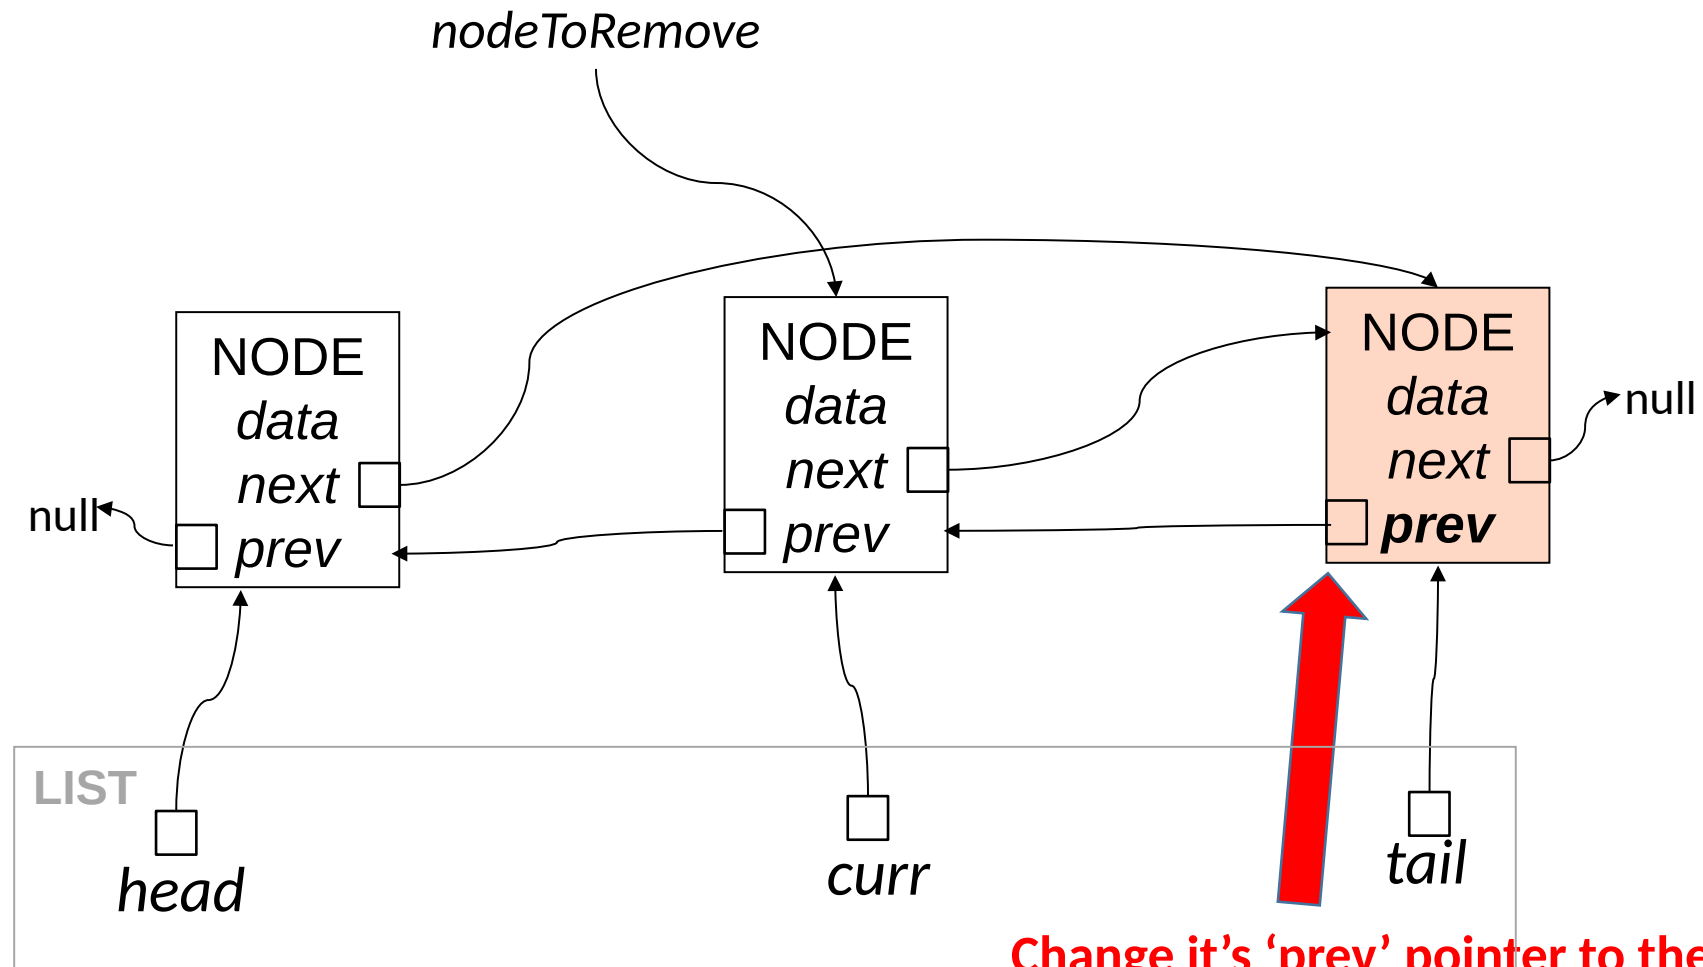 nodeToRemove
NODE
data
next
prev
NODE
data
next
prev
NODE
data
next
prev
null
null
LIST
head
curr
tail
Change it’s ‘prev’ pointer to the